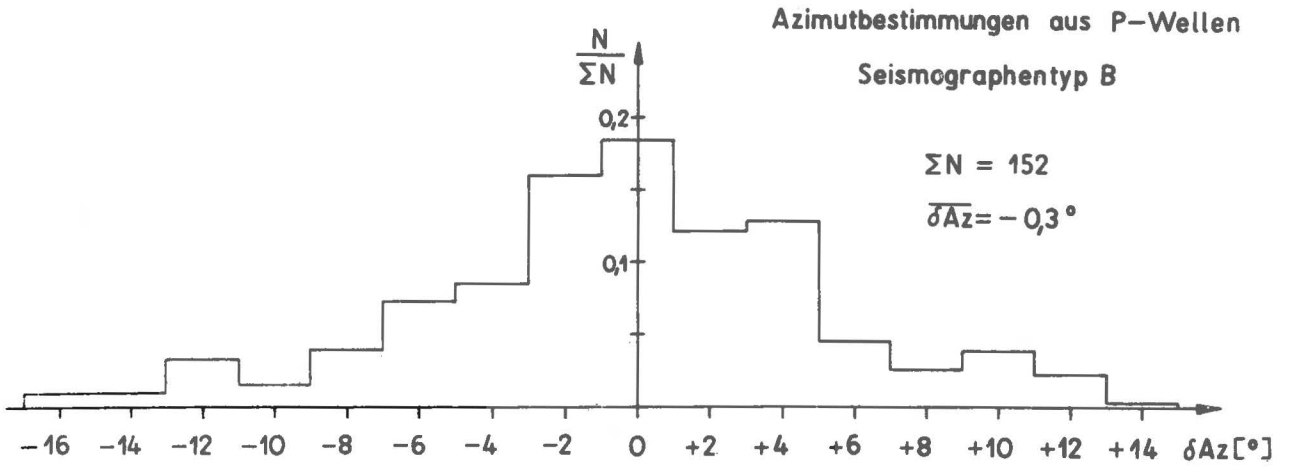 Azimutbestimmungen aus P-Wellen
Seismographentyp B
N
ΣN
0,2
ΣN = 152
δAz = - 0,3°
0,1
-16 -14 -12 -10 -8 -6 -4 -2 0 +2 +4 +6 +8 +10 +12 +14 δAz[°]